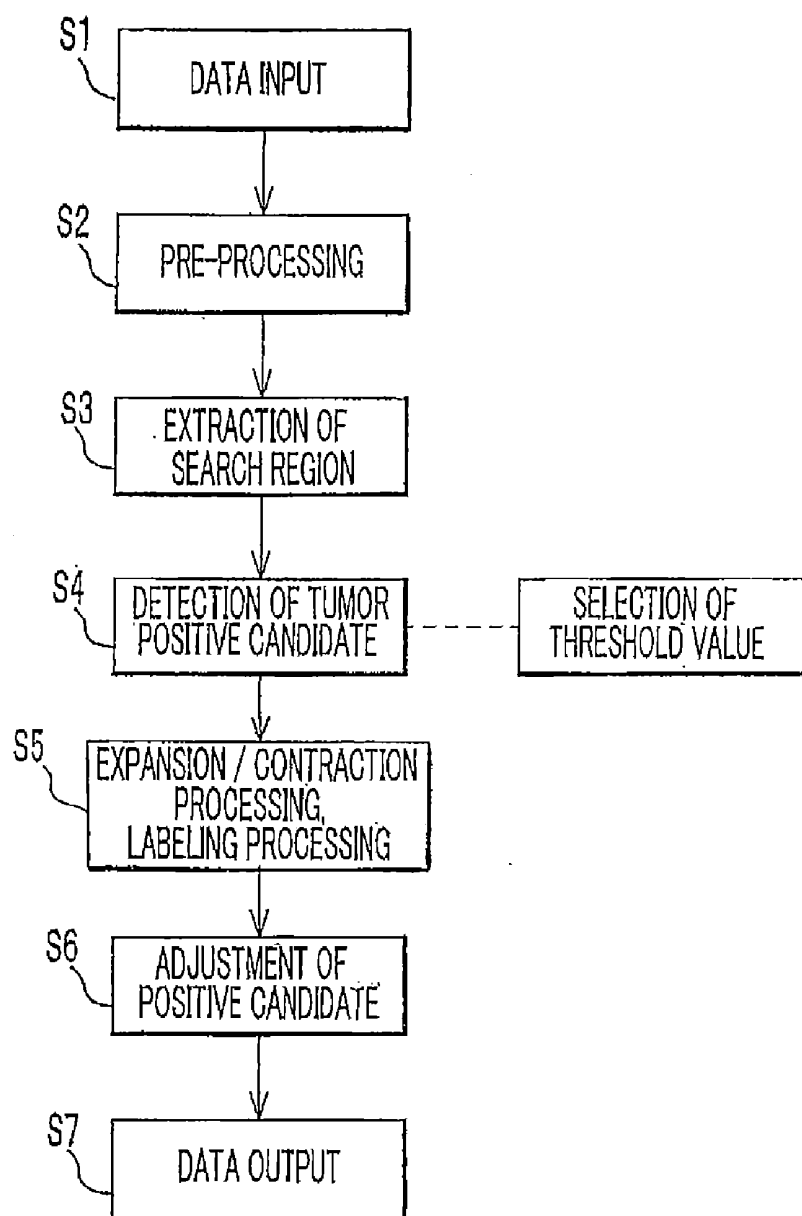 S1
DATA INPUT
S2
PRE-PROCESSING
S3
EXTRACTION OF
SEARCH REGION
S4
DETECTION OF TUMOR
POSITIVE CANDIDATE
SELECTION OF
THRESHOLD VALUE
S5
EXPANSION / CONTRACTION
PROCESSING,
LABELING PROCESSING
S6
ADJUSTMENT OF
POSITIVE CANDIDATE
S7
DATA OUTPUT